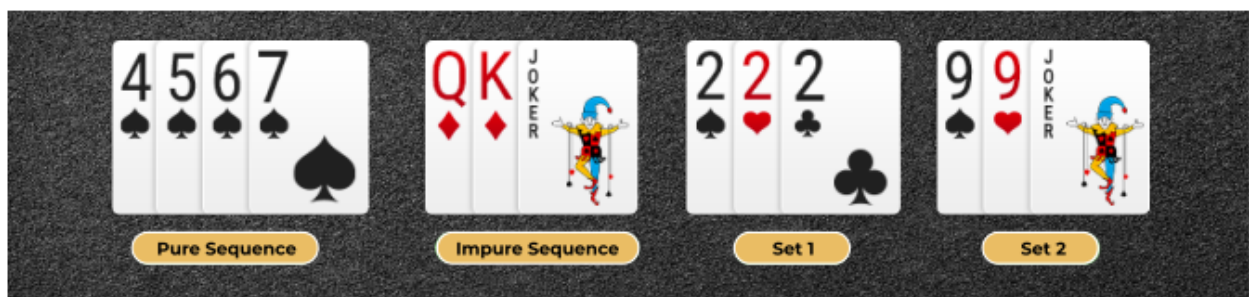 4 5 6 7
Q K JOKER
2 2 2
9 9 JOKER
Pure Sequence
Impure Sequence
Set 1
Set 2